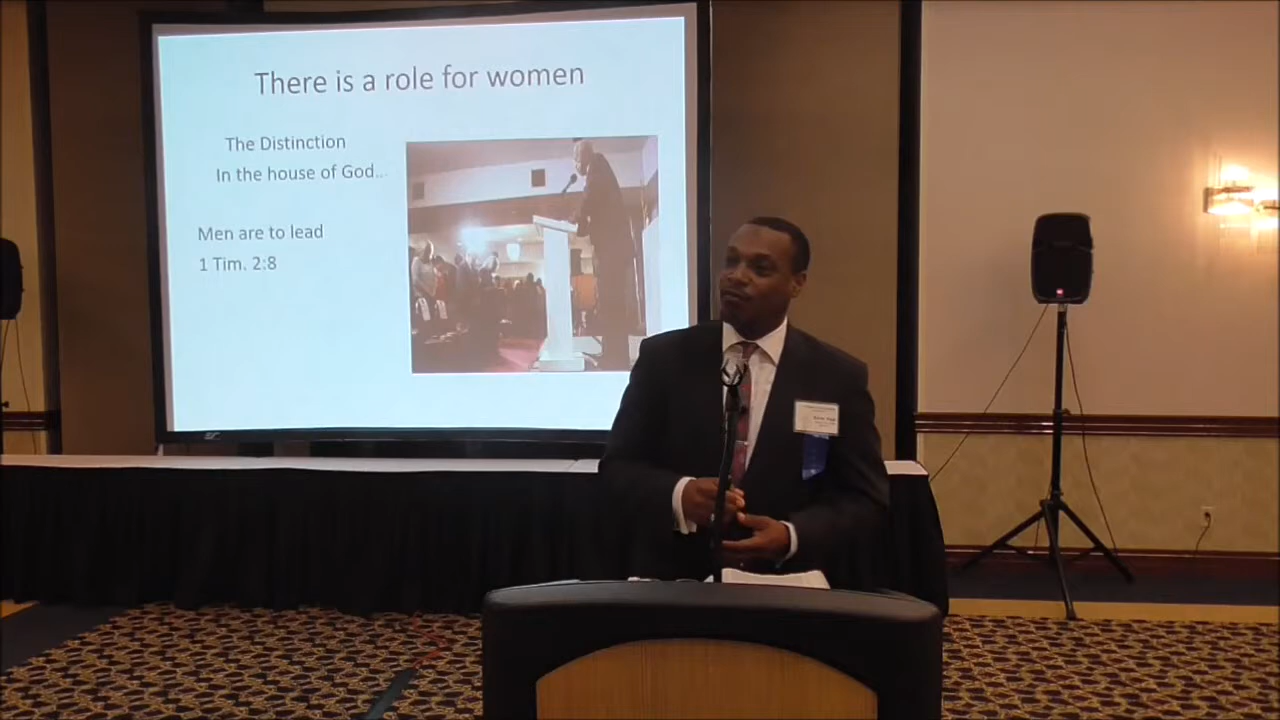 There is a role for women
The Distinction
In the house of God...
Men are to lead
1 Tim. 2:8